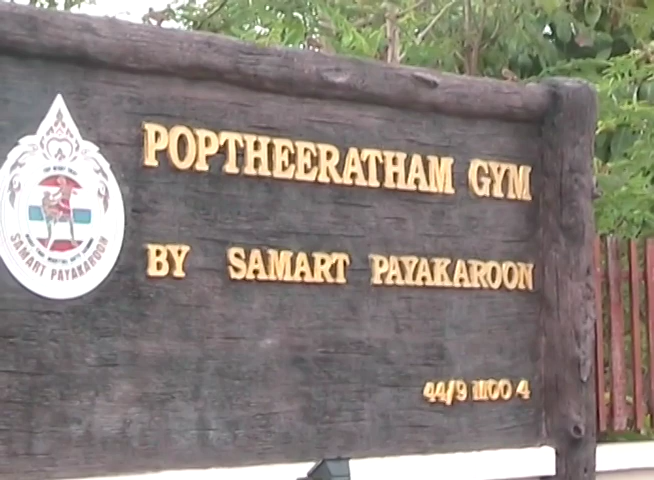 POPTHEERATHAM GYM
BY SAMART PAYAKAROON
44/9 MOO 4
SAMART PAYAKAROON